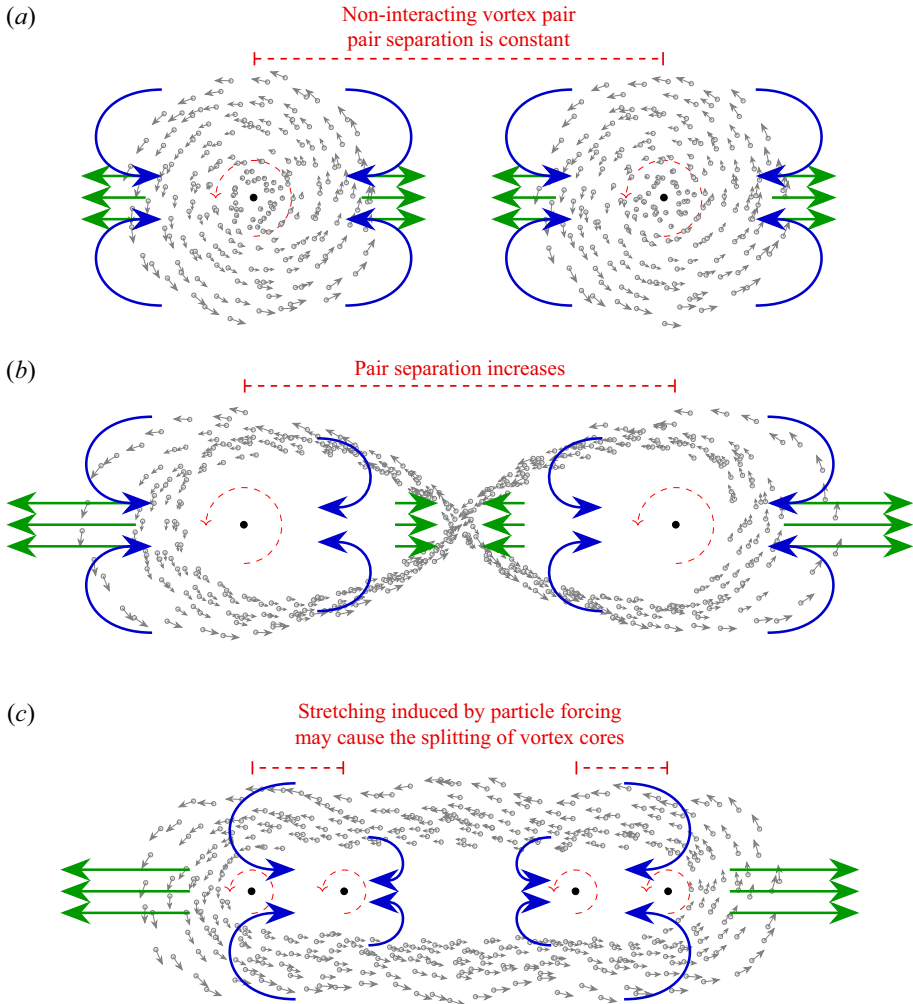 (a)
Non-interacting vortex pair
pair separation is constant
(b)
Pair separation increases
(c)
Stretching induced by particle forcing
may cause the splitting of vortex cores